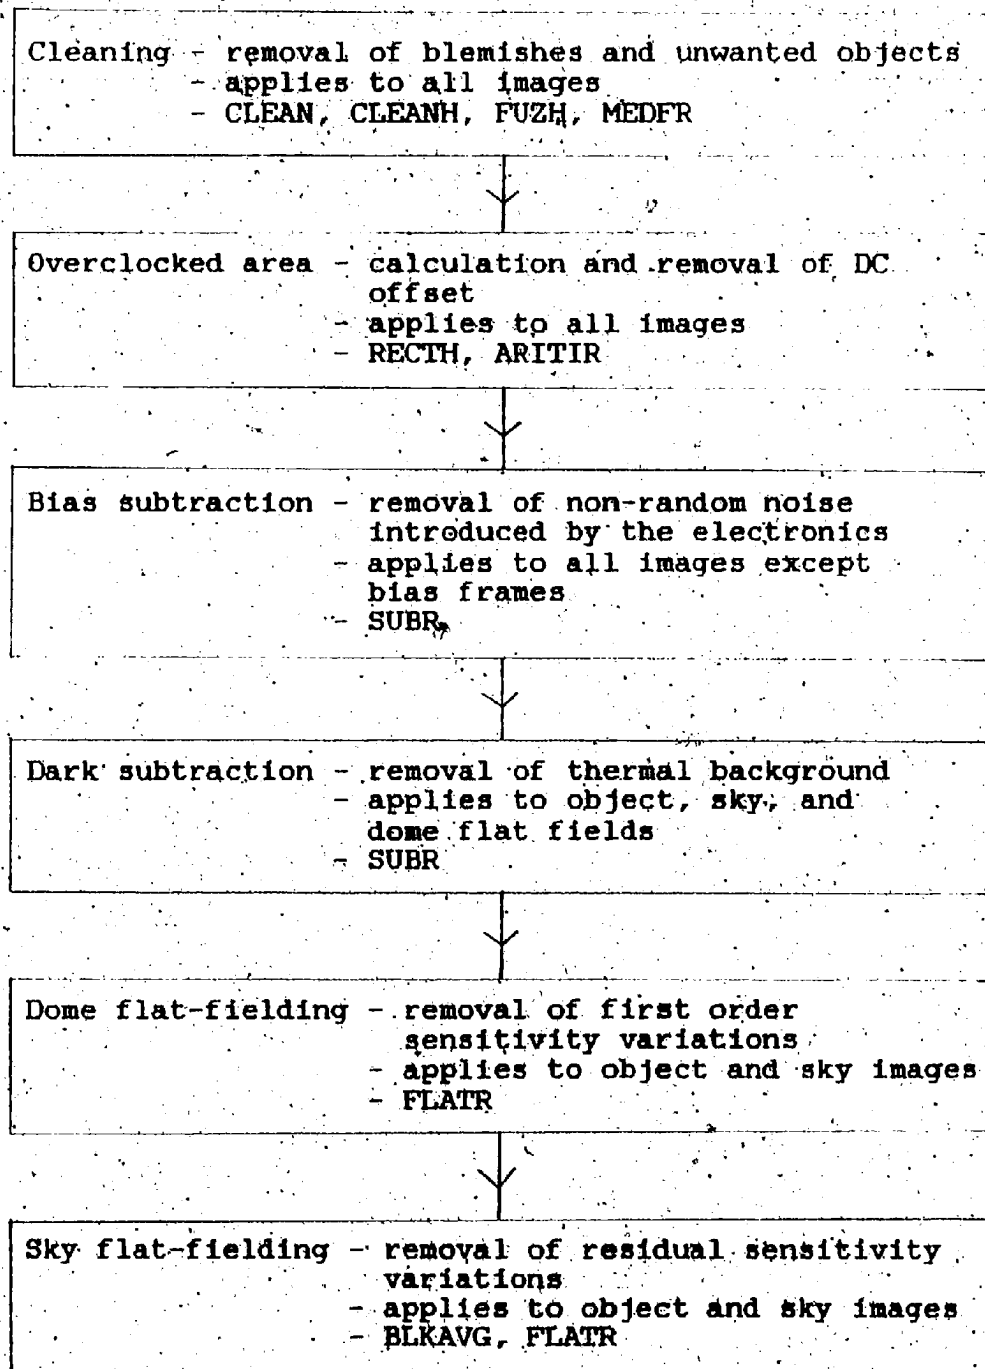 Cleaning - removal of blemishes and unwanted objects
- applies to all images
- CLEAN, CLEANH, FUZH, MEDFR
Overclocked area - calculation and removal of DC
offset
- applies to all images
- RECTH, ARITIR
Bias subtraction - removal of non-random noise
introduced by the electronics
- applies to all images except
bias frames
- SUBR
Dark subtraction - removal of thermal background
- applies to object, sky, and
dome flat fields
- SUBR
Dome flat-fielding - removal of first order
sensitivity variations
- applies to object and sky images
- FLATR
Sky flat-fielding - removal of residual sensitivity
variations
- applies to object and sky images
- BLKAVG, FLATR